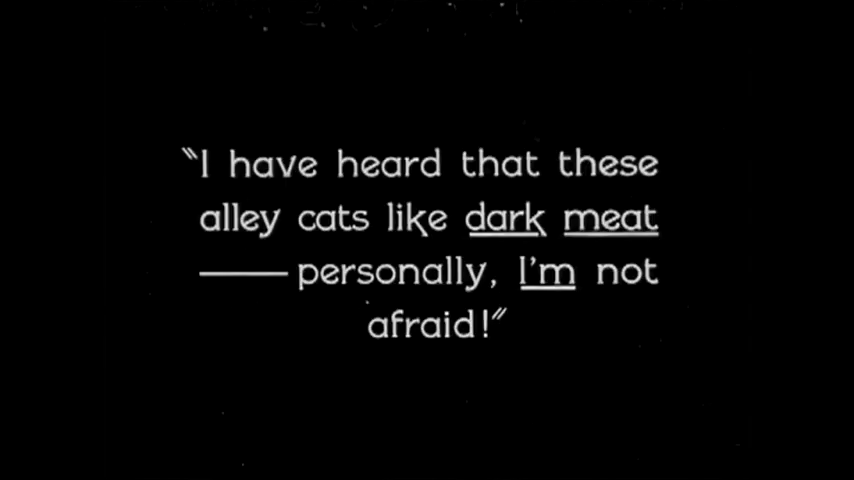 "I have heard that these
alley cats like dark meat
—personally, I'm not
afraid!"